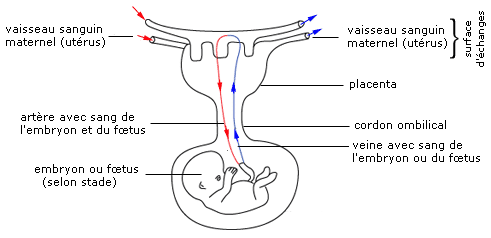 vaisseau sanguin
maternel (utérus)
vaisseau sanguin
maternel (utérus)
surface
d'échanges
placenta
artère avec sang de
l'embryon et du fœtus
cordon ombilical
veine avec sang de
l'embryon ou du fœtus
embryon ou fœtus
(selon stade)